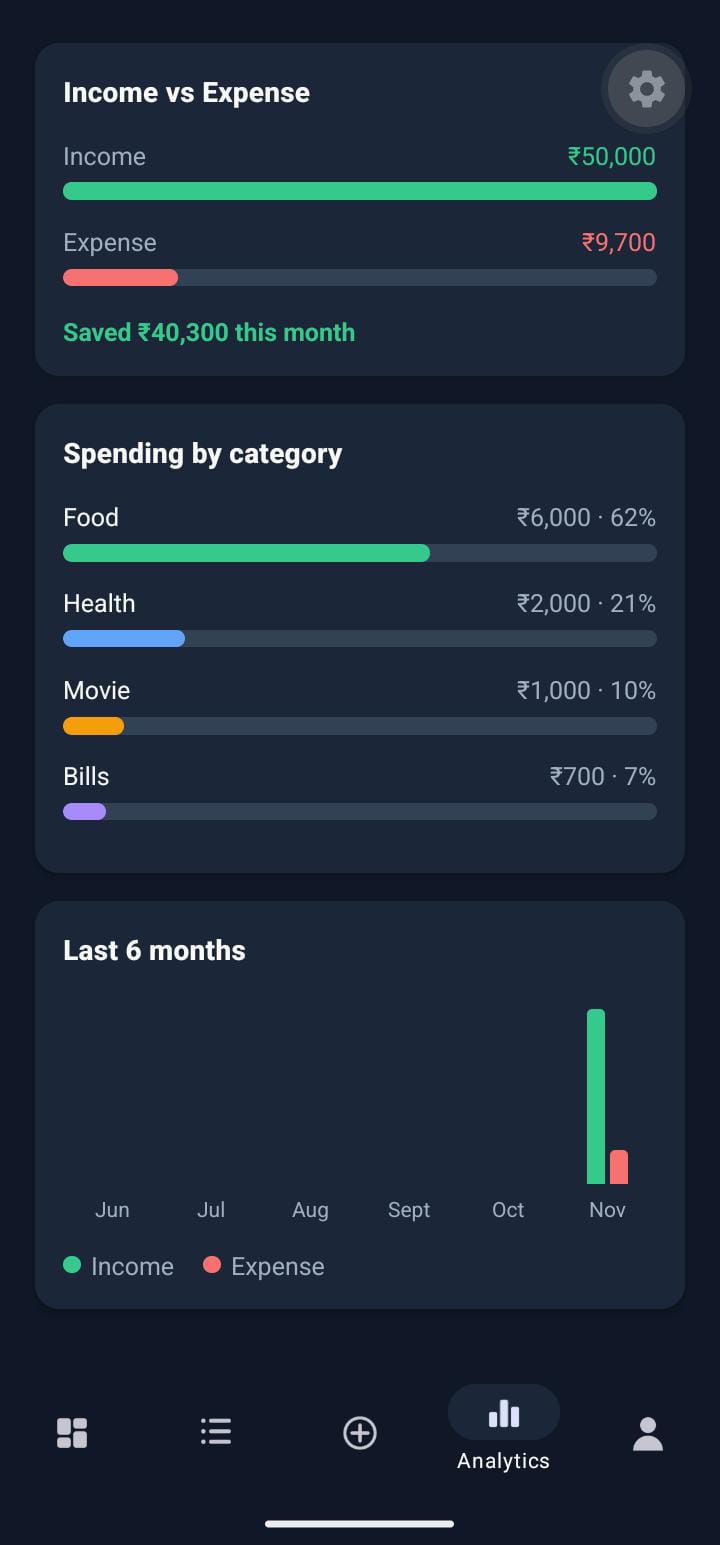 Income vs Expense
Income ₹50,000
Expense ₹9,700
Saved ₹40,300 this month
Spending by category
Food ₹6,000 · 62%
Health ₹2,000 · 21%
Movie ₹1,000 · 10%
Bills ₹700 · 7%
Last 6 months
Jun Jul Aug Sept Oct Nov
Income Expense
Analytics